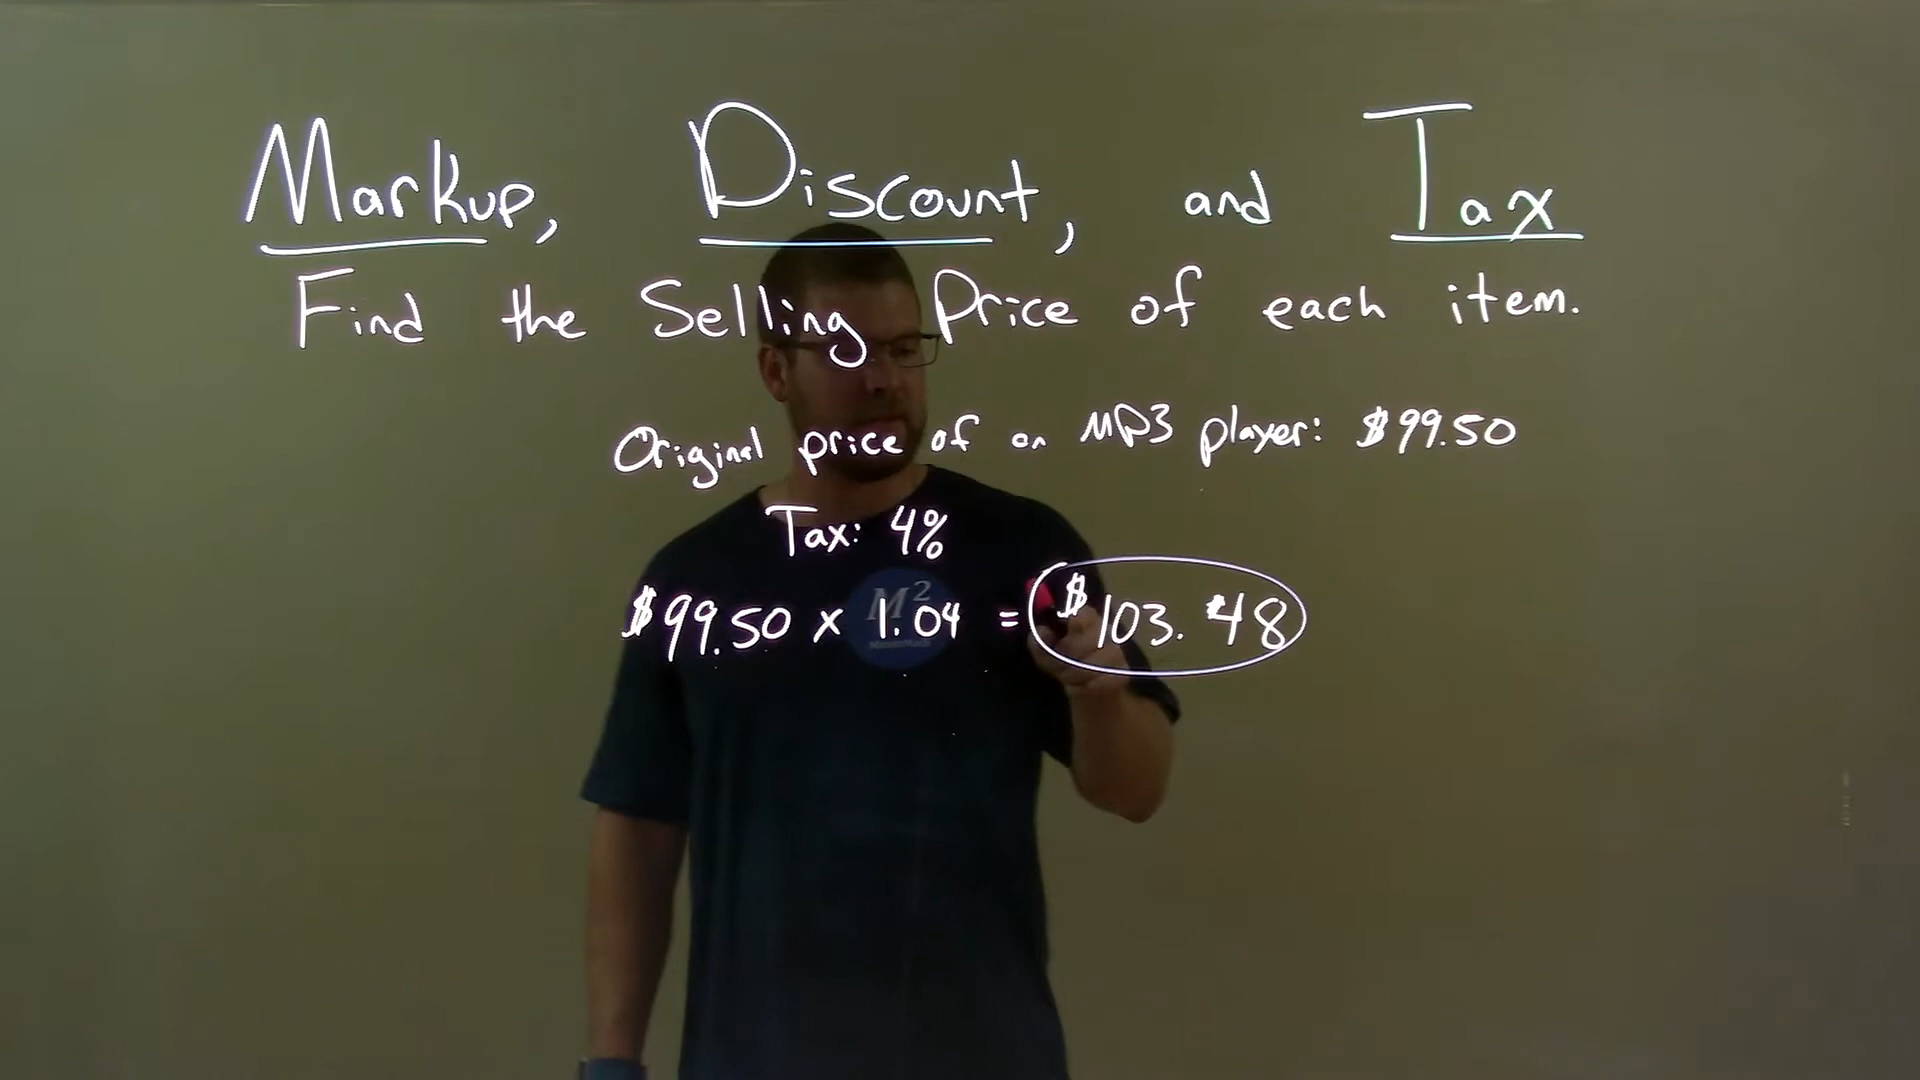 Markup, Discount, and Tax
Find the Selling Price of each item.
Original price of an MP3 player: $99.50
Tax: 4%
$99.50 x 1.04 = $103.48
M²